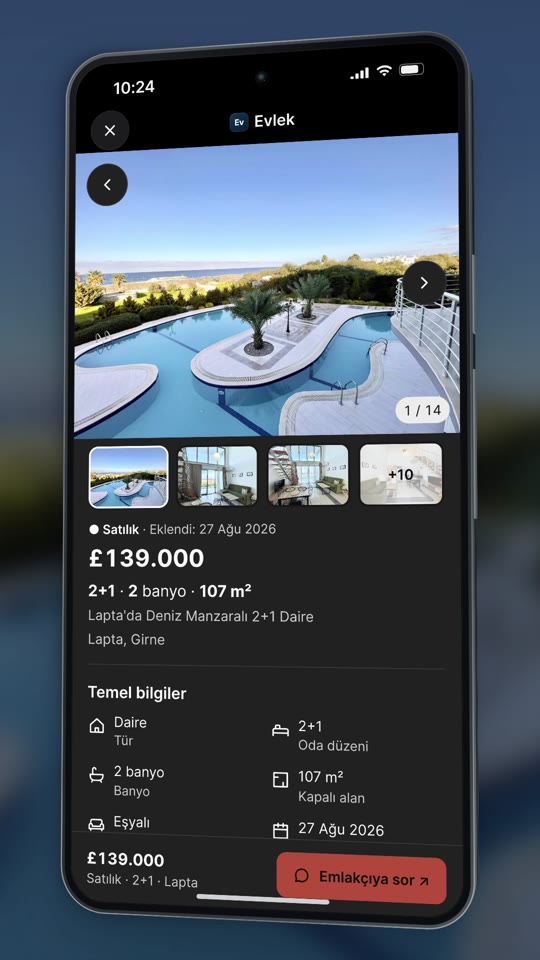 10:24
Ev Evlek
1 / 14
+10
Satılık · Eklendi: 27 Ağu 2026
£139.000
2+1 · 2 banyo · 107 m²
Lapta'da Deniz Manzaralı 2+1 Daire
Lapta, Girne
Temel bilgiler
Daire
Tür
2+1
Oda düzeni
2 banyo
Banyo
107 m²
Kapalı alan
Eşyalı
27 Ağu 2026
£139.000
Satılık · 2+1 · Lapta
Emlakçıya sor ↗